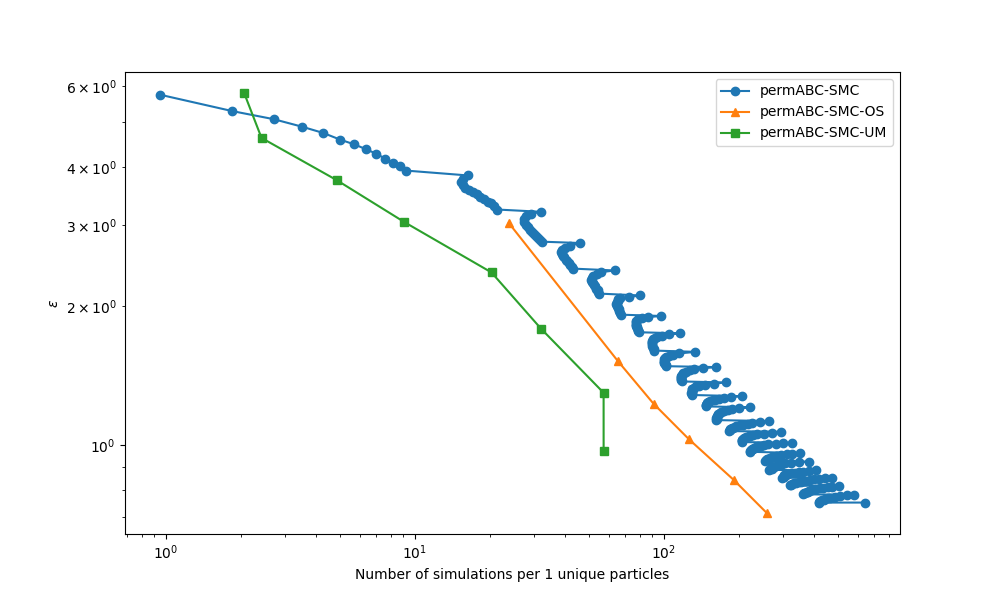 permABC-SMC
permABC-SMC-OS
permABC-SMC-UM
6 × 10⁰
4 × 10⁰
3 × 10⁰
2 × 10⁰
10⁰
ε
10⁰
10¹
10²
Number of simulations per 1 unique particles